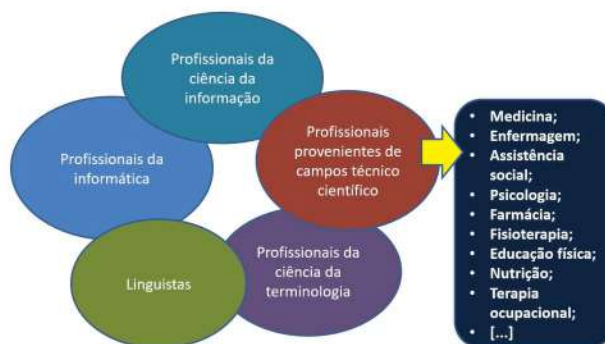 Profissionais da
ciência da
informação
Profissionais
provenientes de
campos técnico
científico
Profissionais da
informática
Profissionais da
ciência da
terminologia
Linguistas
• Medicina;
• Enfermagem;
• Assistência
social;
• Psicologia;
• Farmácia;
• Fisioterapia;
• Educação física;
• Nutrição;
• Terapia
ocupacional;
• [...]